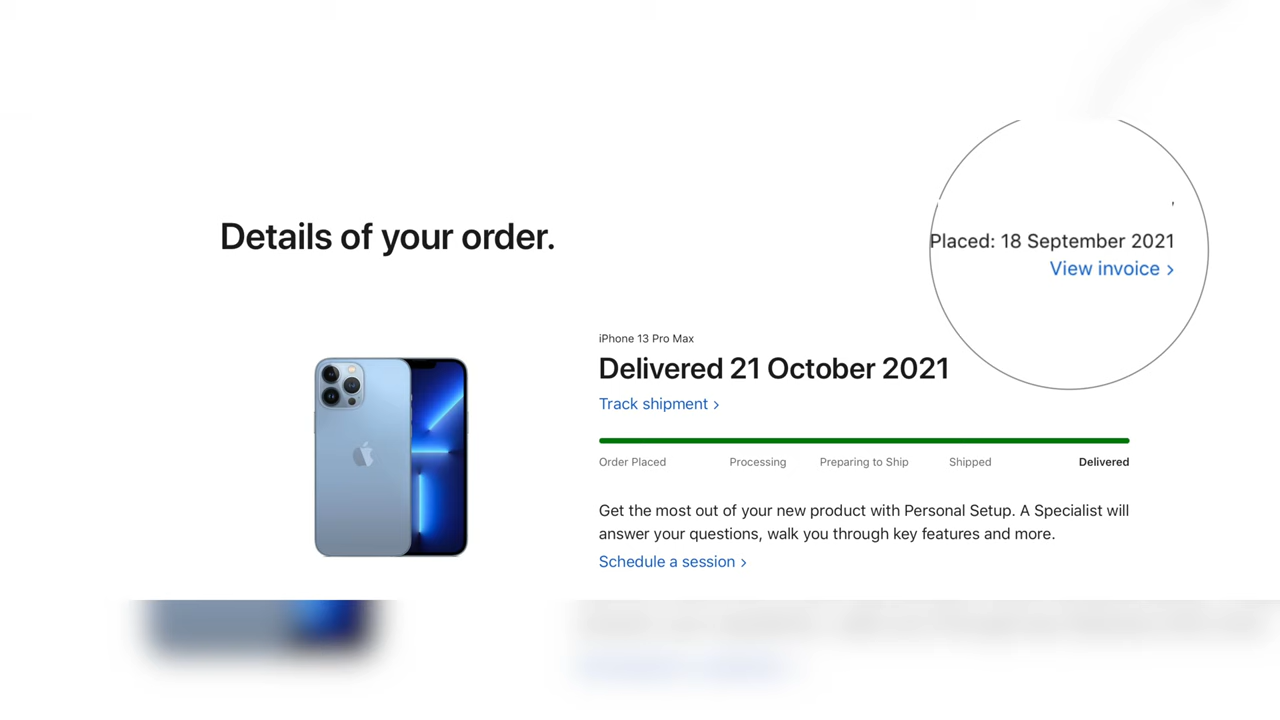 Details of your order.
Placed: 18 September 2021
View invoice >
iPhone 13 Pro Max
Delivered 21 October 2021
Track shipment >
Order Placed Processing Preparing to Ship Shipped Delivered
Get the most out of your new product with Personal Setup. A Specialist will
answer your questions, walk you through key features and more.
Schedule a session >